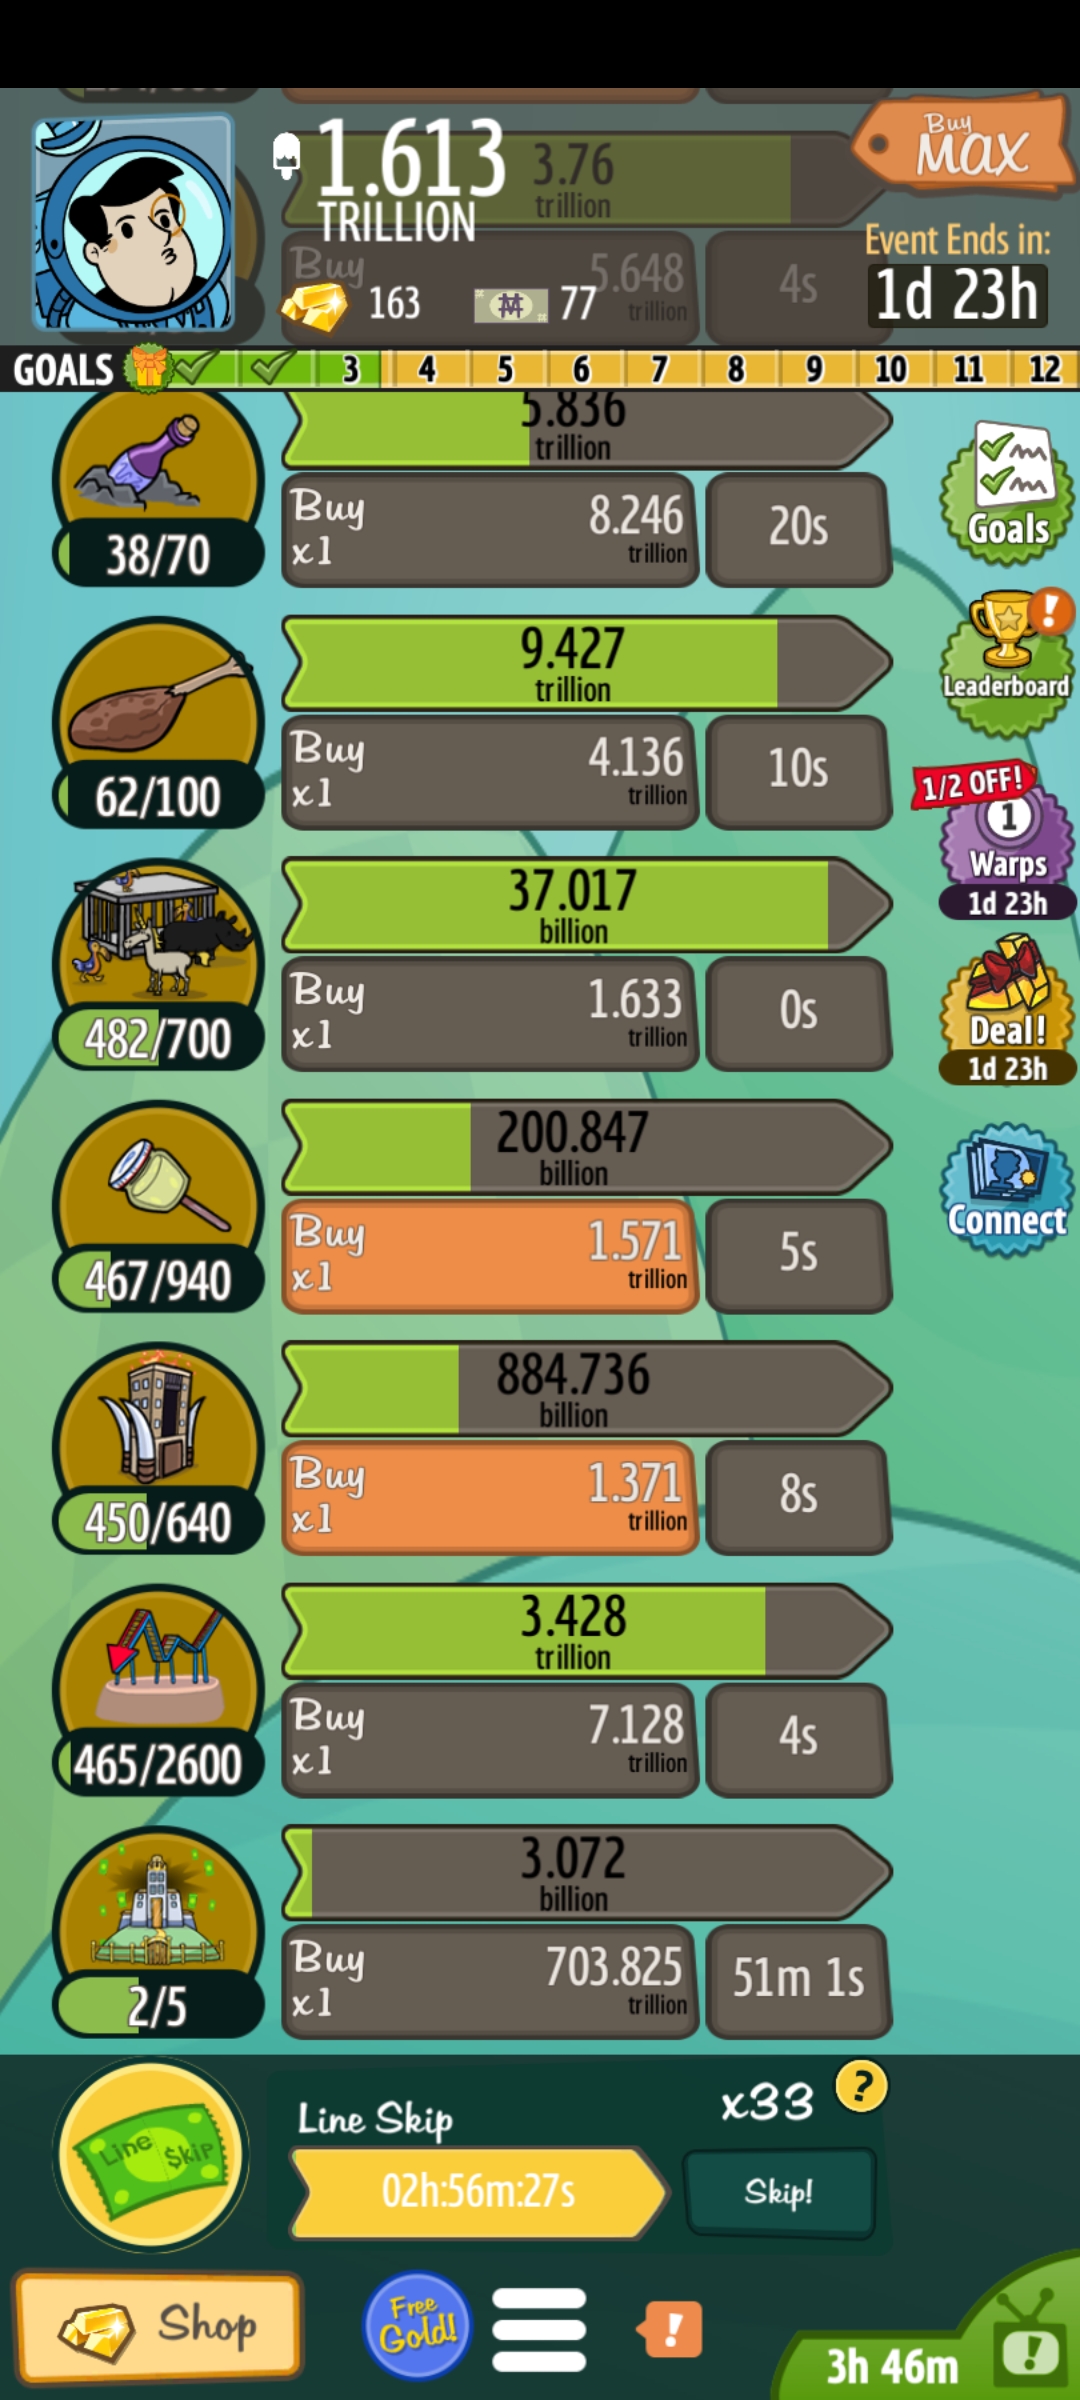 1.613
TRILLION
3.76
trillion
Buy
MAX
Buy
5.648
trillion
4s
163
77
Event Ends in:
1d 23h
GOALS 3 4 5 6 7 8 9 10 11 12
5.836
trillion
38/70
Buy
x1
8.246
trillion
20s
Goals
9.427
trillion
62/100
Buy
x1
4.136
trillion
10s
Leaderboard
1/2 OFF!
1
Warps
1d 23h
37.017
billion
482/700
Buy
x1
1.633
trillion
0s
Deal!
1d 23h
200.847
billion
467/940
Buy
x1
1.571
trillion
5s
Connect
884.736
billion
450/640
Buy
x1
1.371
trillion
8s
3.428
trillion
465/2600
Buy
x1
7.128
trillion
4s
3.072
billion
2/5
Buy
x1
703.825
trillion
51m 1s
Line $kip
Line Skip
x33
?
02h:56m:27s
Skip!
Shop
Free
Gold!
!
3h 46m
!